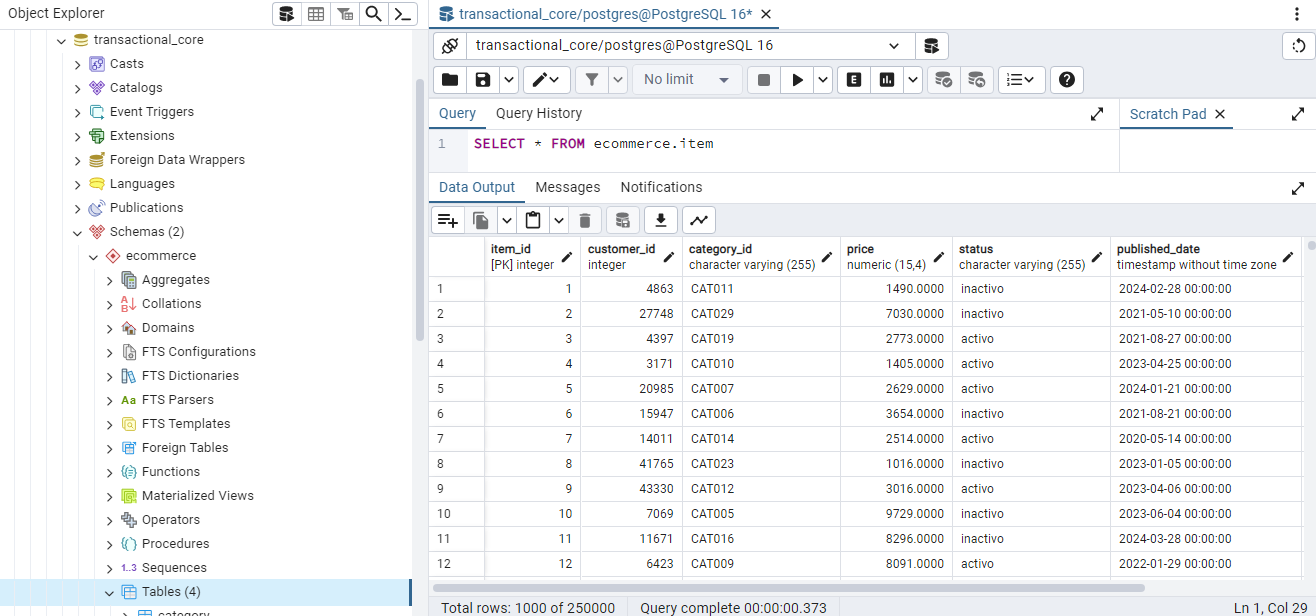 Object Explorer
transactional_core
Casts
Catalogs
Event Triggers
Extensions
Foreign Data Wrappers
Languages
Publications
Schemas (2)
ecommerce
Aggregates
Collations
Domains
FTS Configurations
FTS Dictionaries
Aa FTS Parsers
FTS Templates
Foreign Tables
Functions
Materialized Views
Operators
Procedures
1..3 Sequences
Tables (4)
category
transactional_core/postgres@PostgreSQL 16*
transactional_core/postgres@PostgreSQL 16
No limit
E
Query Query History
Scratch Pad
1 SELECT * FROM ecommerce.item
Data Output Messages Notifications
item_id customer_id category_id price status published_date
[PK] integer integer character varying (255) numeric (15,4) character varying (255) timestamp without time zone
1 1 4863 CAT011 1490.0000 inactivo 2024-02-28 00:00:00
2 2 27748 CAT029 7030.0000 inactivo 2021-05-10 00:00:00
3 3 4397 CAT019 2773.0000 activo 2021-08-27 00:00:00
4 4 3171 CAT010 1405.0000 activo 2023-04-25 00:00:00
5 5 20985 CAT007 2629.0000 activo 2024-01-21 00:00:00
6 6 15947 CAT006 3654.0000 inactivo 2021-08-21 00:00:00
7 7 14011 CAT014 2514.0000 activo 2020-05-14 00:00:00
8 8 41765 CAT023 1016.0000 inactivo 2023-01-05 00:00:00
9 9 43330 CAT012 3016.0000 activo 2023-04-06 00:00:00
10 10 7069 CAT005 9729.0000 inactivo 2023-06-04 00:00:00
11 11 11671 CAT016 8296.0000 inactivo 2024-03-28 00:00:00
12 12 6423 CAT009 8091.0000 activo 2022-01-29 00:00:00
Total rows: 1000 of 250000 Query complete 00:00:00.373 Ln 1, Col 29